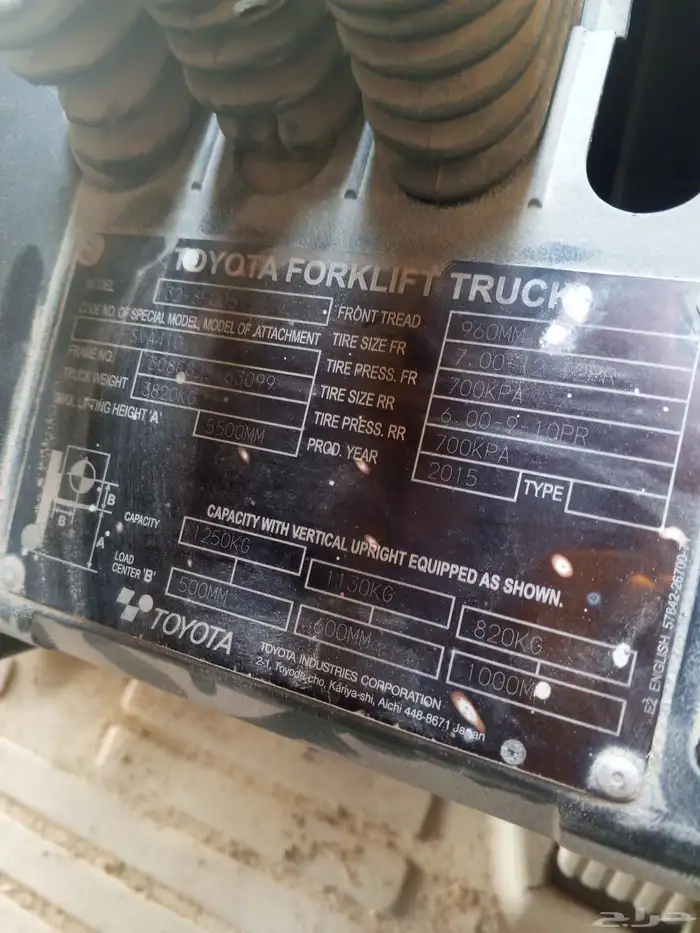 TOYOTA FORKLIFT TRUCK
MODEL
FRONT TREAD 960MM
CODE NO. OF SPECIAL MODEL, MODEL OF ATTACHMENT
TIRE SIZE FR
FRAME NO. 63099
TIRE PRESS. FR 700KPA
TRUCK WEIGHT 3820KG
TIRE SIZE RR 6.00-9-10PR
MAX. LIFTING HEIGHT 'A' 5500MM
TIRE PRESS. RR 700KPA
PROD. YEAR 2015 TYPE
B
B
A
CAPACITY WITH VERTICAL UPRIGHT EQUIPPED AS SHOWN.
CAPACITY 1250KG 1130KG 820KG
LOAD CENTER 'B' 500MM 600MM
TOYOTA
TOYOTA INDUSTRIES CORPORATION
2-1, Toyoda-cho, Kariya-shi, Aichi 448-8671 Japan
حراج